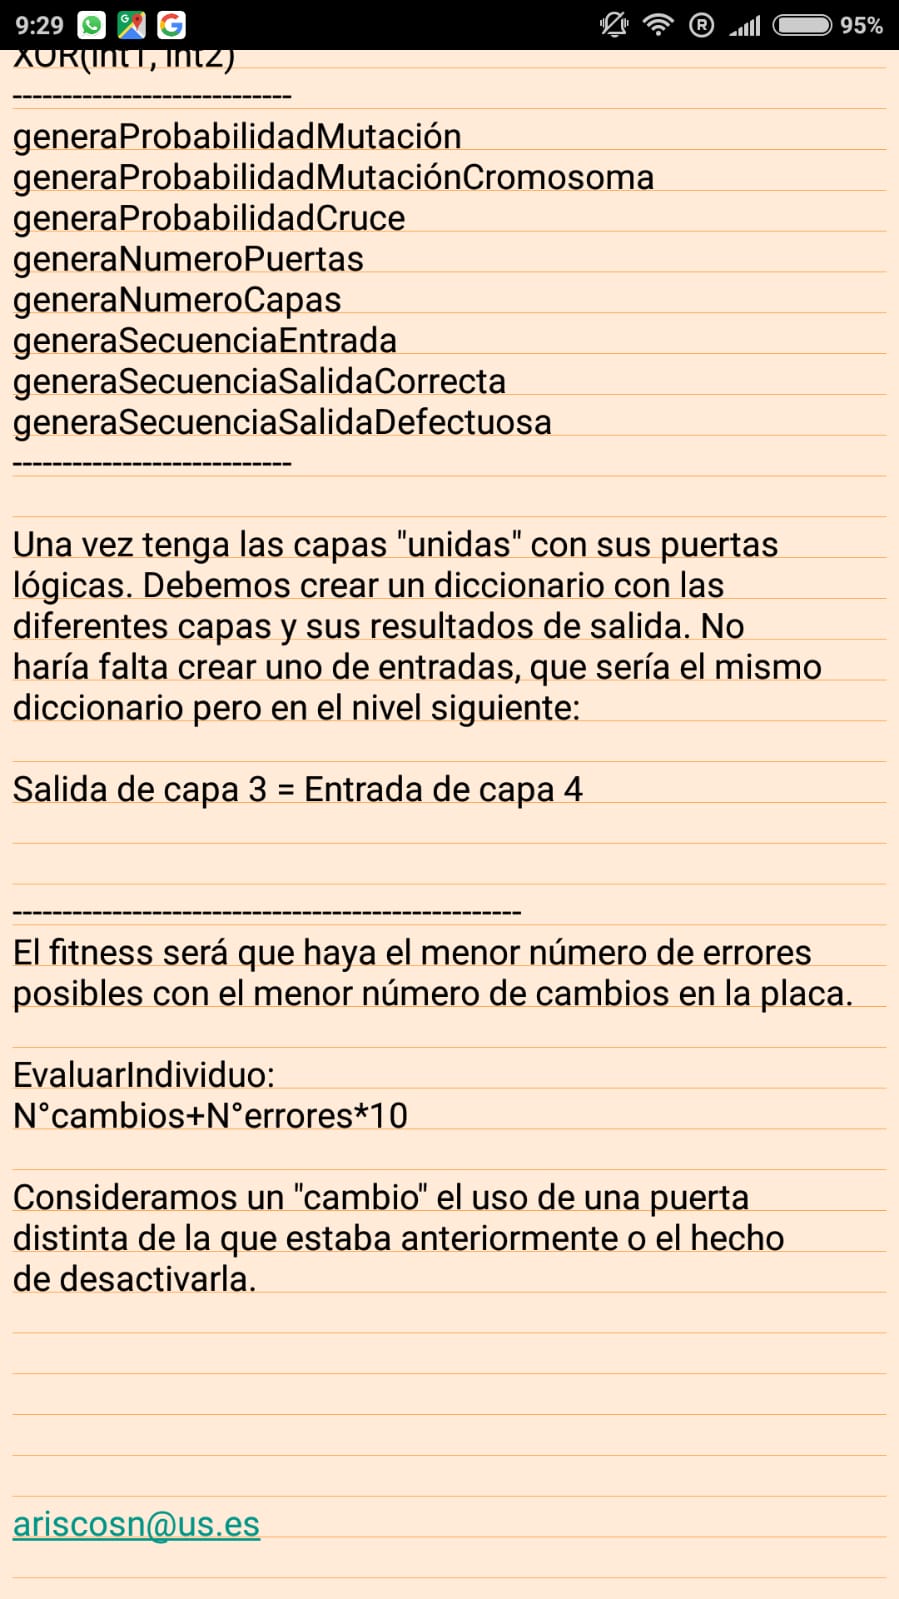 9:29
95%
XOR(int1, int2)
----------------------------
generaProbabilidadMutación
generaProbabilidadMutaciónCromosoma
generaProbabilidadCruce
generaNumeroPuertas
generaNumeroCapas
generaSecuenciaEntrada
generaSecuenciaSalidaCorrecta
generaSecuenciaSalidaDefectuosa
----------------------------
Una vez tenga las capas "unidas" con sus puertas
lógicas. Debemos crear un diccionario con las
diferentes capas y sus resultados de salida. No
haría falta crear uno de entradas, que sería el mismo
diccionario pero en el nivel siguiente:
Salida de capa 3 = Entrada de capa 4
---------------------------------------------------
El fitness será que haya el menor número de errores
posibles con el menor número de cambios en la placa.
EvaluarIndividuo:
N°cambios+N°errores*10
Consideramos un "cambio" el uso de una puerta
distinta de la que estaba anteriormente o el hecho
de desactivarla.
ariscosn@us.es